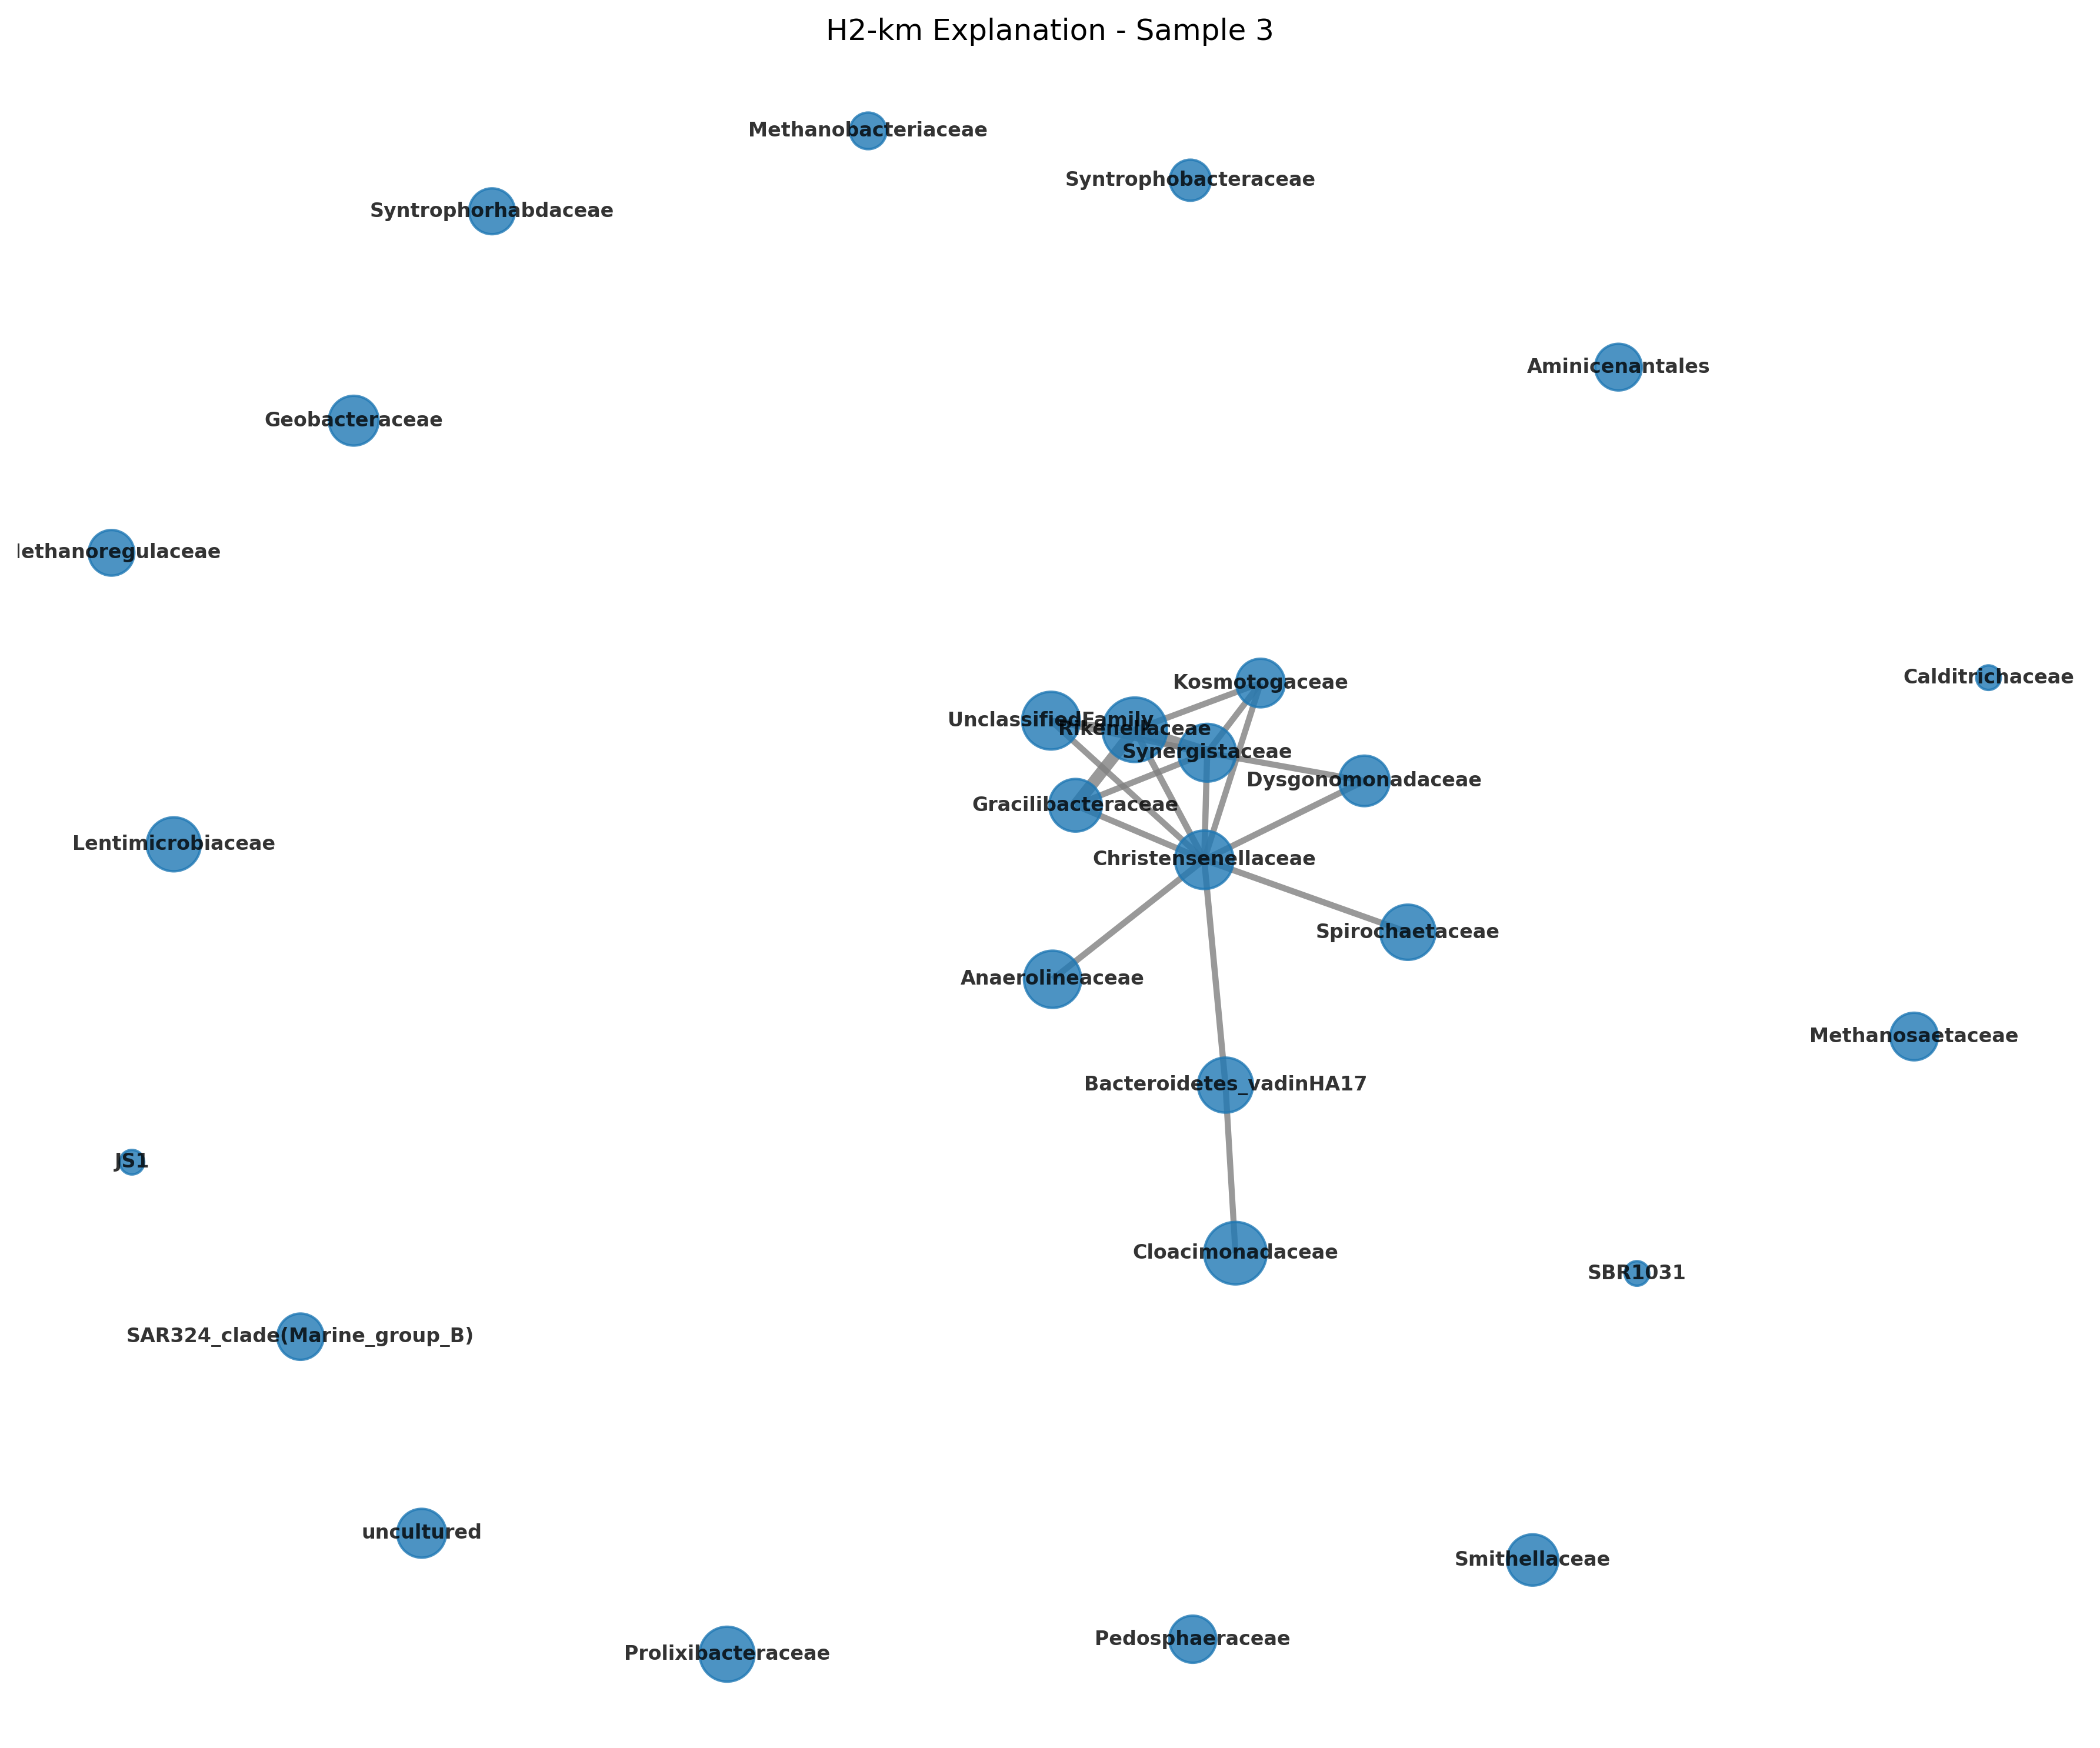 H2-km Explanation - Sample 3
Methanobacteriaceae
Syntrophobacteraceae
Syntrophorhabdaceae
Aminicenantales
Geobacteraceae
lethanoregulaceae
Calditrichaceae
Kosmotogaceae
UnclassifiedFamily
Rikenellaceae
Synergistaceae
Dysgonomonadaceae
Gracilibacteraceae
Lentimicrobiaceae
Christensenellaceae
Spirochaetaceae
Anaerolineaceae
Methanosaetaceae
Bacteroidetes_vadinHA17
JS1
Cloacimonadaceae
SBR1031
SAR324_clade(Marine_group_B)
uncultured
Smithellaceae
Pedosphaeraceae
Prolixibacteraceae